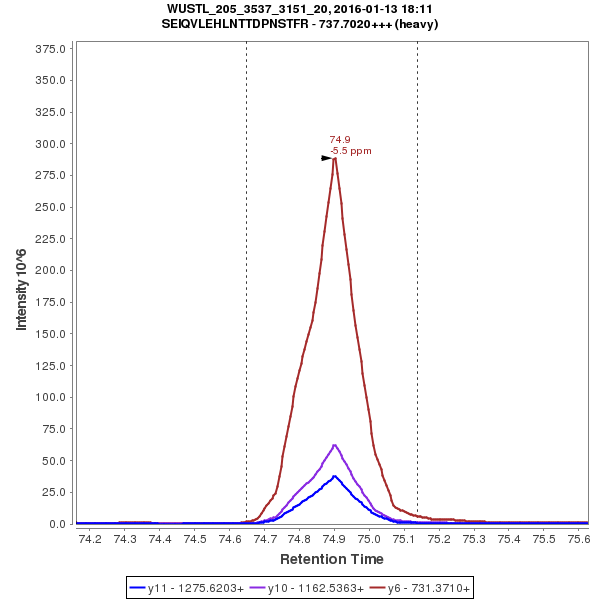 WUSTL_205_3537_3151_20, 2016-01-13 18:11
SEIQVLEHLNTTDPNSTFR - 737.7020+++ (heavy)
Intensity 10^6
375.0
350.0
325.0
300.0
275.0
250.0
225.0
200.0
175.0
150.0
125.0
100.0
75.0
50.0
25.0
0.0
74.9
-5.5 ppm
74.2 74.3 74.4 74.5 74.6 74.7 74.8 74.9 75.0 75.1 75.2 75.3 75.4 75.5 75.6
Retention Time
y11 - 1275.6203+ y10 - 1162.5363+ y6 - 731.3710+